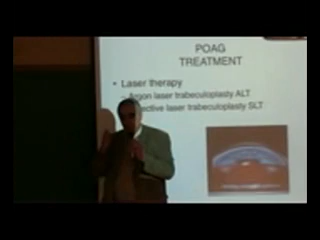 POAG
TREATMENT
• Laser therapy
– Argon laser trabeculoplasty ALT
ective laser trabeculoplasty SLT